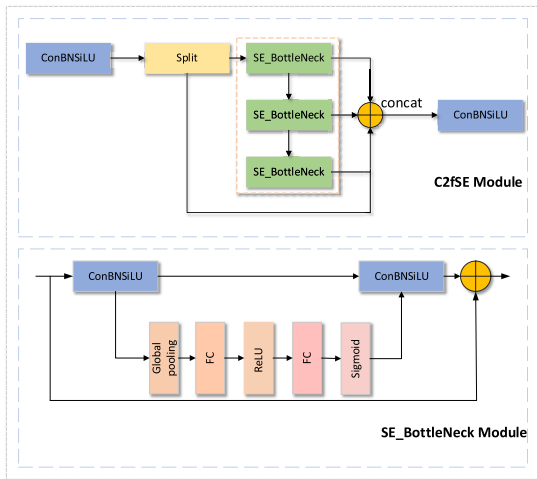 ConBNSiLU
Split
SE_BottleNeck
SE_BottleNeck
SE_BottleNeck
concat
ConBNSiLU
C2fSE Module
ConBNSiLU
ConBNSiLU
Global
pooling
FC
ReLU
FC
Sigmoid
SE_BottleNeck Module